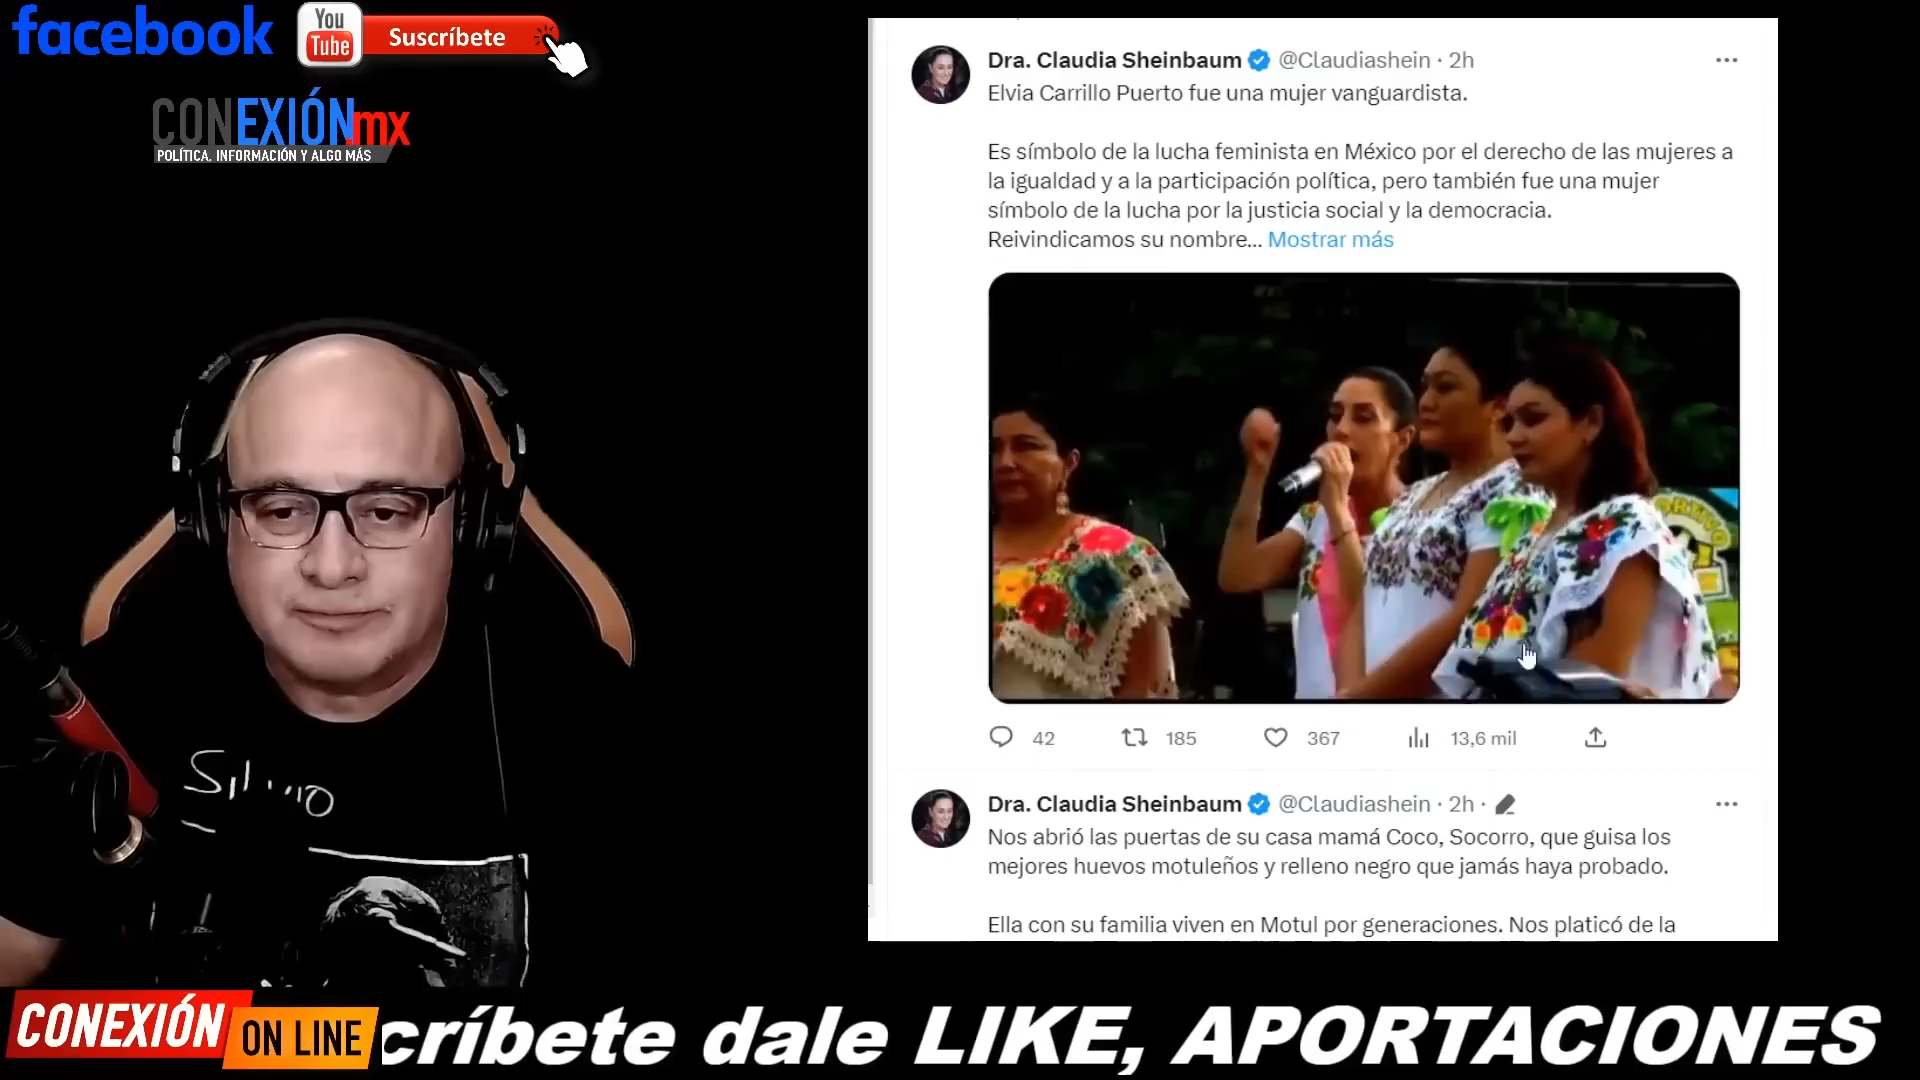 facebook
You
Tube
Suscríbete
CONEXIÓN.mx
POLÍTICA, INFORMACIÓN Y ALGO MÁS
Dra. Claudia Sheinbaum @Claudiashein · 2h
Elvia Carrillo Puerto fue una mujer vanguardista.
Es símbolo de la lucha feminista en México por el derecho de las mujeres a
la igualdad y a la participación política, pero también fue una mujer
símbolo de la lucha por la justicia social y la democracia.
Reivindicamos su nombre... Mostrar más
42 185 367 13,6 mil
Dra. Claudia Sheinbaum @Claudiashein · 2h ·
Nos abrió las puertas de su casa mamá Coco, Socorro, que guisa los
mejores huevos motuleños y relleno negro que jamás haya probado.
Ella con su familia viven en Motul por generaciones. Nos platicó de la
CONEXIÓN
ON LINE
críbete dale LIKE, APORTACIONES